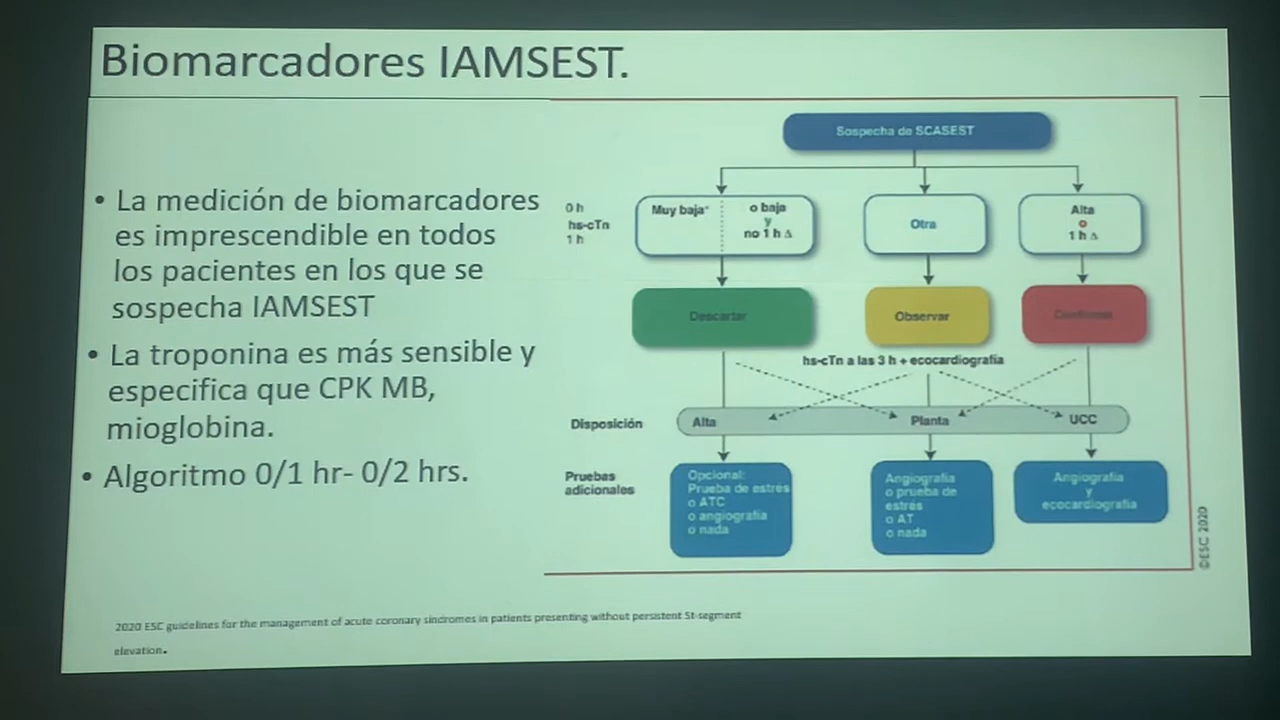 Biomarcadores IAMSEST.
• La medición de biomarcadores
es imprescindible en todos
los pacientes en los que se
sospecha IAMSEST
• La troponina es más sensible y
especifica que CPK MB,
mioglobina.
• Algoritmo 0/1 hr- 0/2 hrs.
Sospecha de SCASEST
0 h
hs-cTn
1 h
Muy baja*
o baja
y
no 1 h Δ
Otra
Alta
o
1 h Δ
Descartar
Observar
Confirmar
hs-cTn a las 3 h + ecocardiografía
Disposición
Alta
Planta
UCC
Pruebas
adicionales
Opcional:
Prueba de estrés
o ATC
o angiografía
o nada
Angiografía
o prueba de
estrés
o AT
o nada
Angiografía
y
ecocardiografía
©ESC 2020
2020 ESC guidelines for the management of acute coronary sindromes in patients presenting without persistent St-segment
elevation.